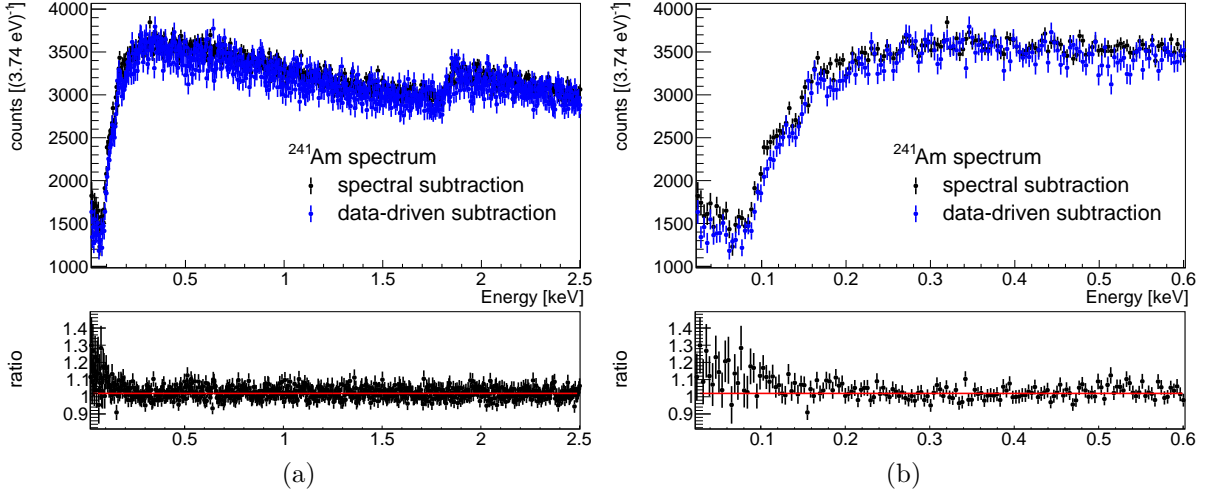 4000
3500
3000
2500
2000
1500
1000
counts [(3.74 eV)⁻¹]
²⁴¹Am spectrum
spectral subtraction
data-driven subtraction
0.5 1 1.5 2 2.5
Energy [keV]
1.4
1.3
1.2
1.1
1
0.9
ratio
0.5 1 1.5 2 2.5
(a)
4000
3500
3000
2500
2000
1500
1000
counts [(3.74 eV)⁻¹]
²⁴¹Am spectrum
spectral subtraction
data-driven subtraction
0.1 0.2 0.3 0.4 0.5 0.6
Energy [keV]
1.4
1.3
1.2
1.1
1
0.9
ratio
0.1 0.2 0.3 0.4 0.5 0.6
(b)